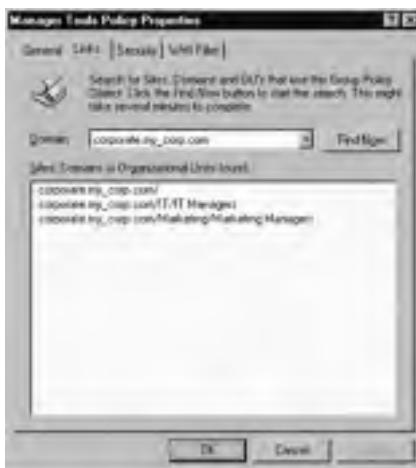 Manager Tools Policy Properties
General Links Security WMI Filter
Search for Sites, Domains and OU's that use this Group Policy
Object. Click the Find Now button to start the search. This might
take several minutes to complete.
Domain: corporate.my_corp.com Find Now
Sites, Domains or Organizational Units found:
corporate.my_corp.com/
corporate.my_corp.com/IT/IT Managers
corporate.my_corp.com/Marketing/Marketing Managers
OK Cancel